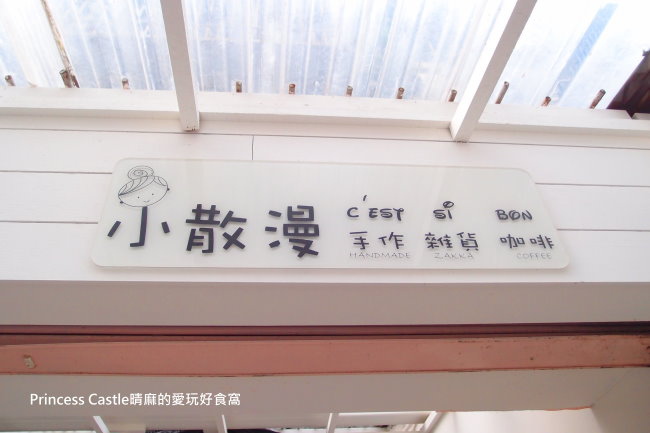 小散漫
C'EST SI BON
手作 雜貨 咖啡
HANDMADE ZAKKA COFFEE
Princess Castle晴麻的愛玩好食窩